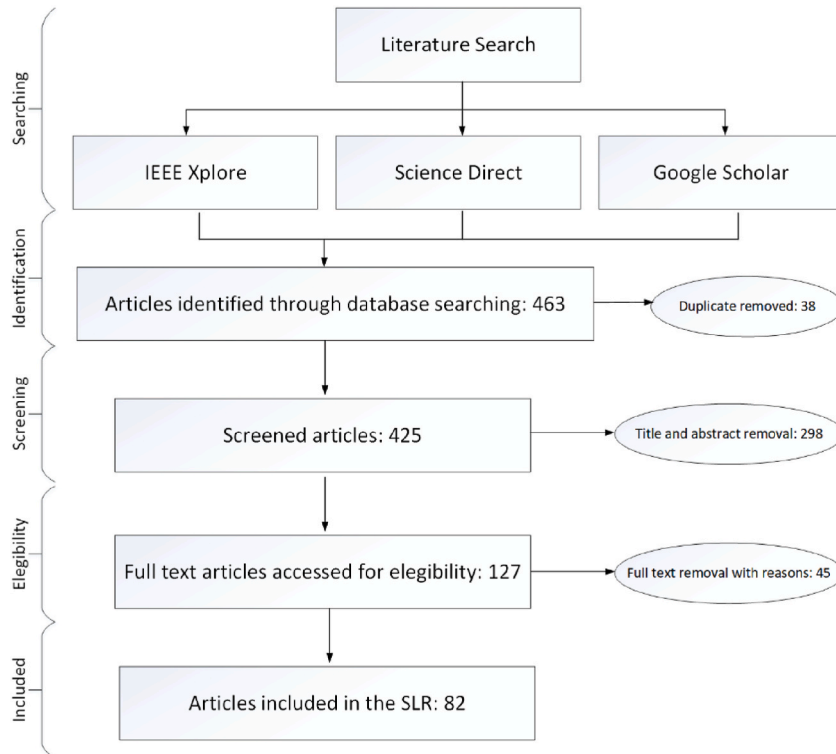 Searching
Literature Search
IEEE Xplore
Science Direct
Google Scholar
Identification
Articles identified through database searching: 463
Duplicate removed: 38
Screening
Screened articles: 425
Title and abstract removal: 298
Elegibility
Full text articles accessed for elegibility: 127
Full text removal with reasons: 45
Included
Articles included in the SLR: 82